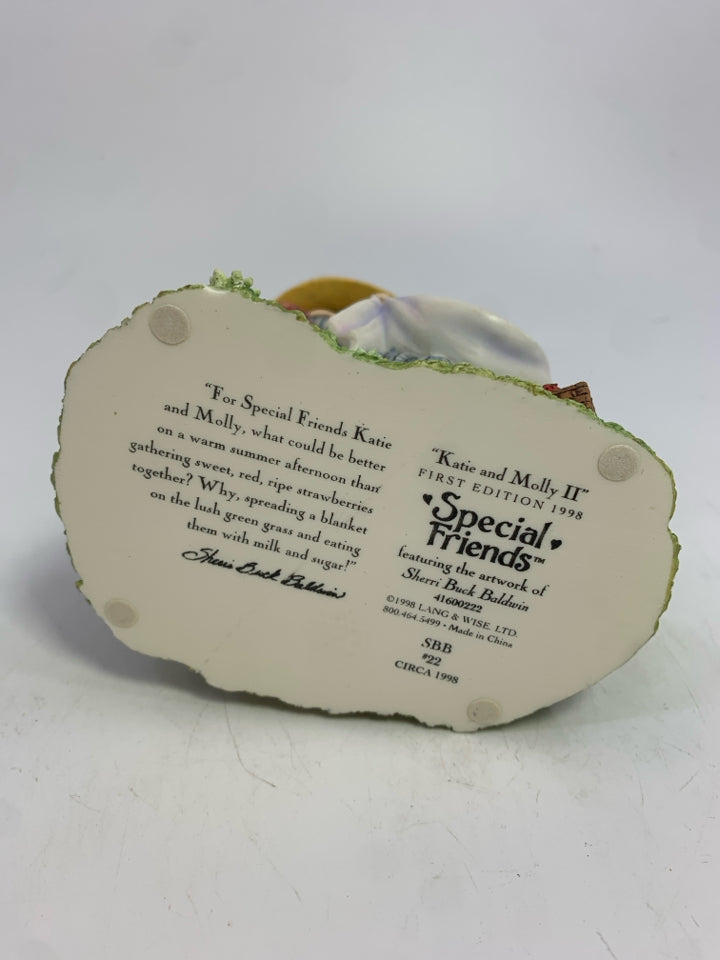 “For Special Friends Katie
and Molly, what could be better
on a warm summer afternoon than
gathering sweet, red, ripe strawberries
together? Why, spreading a blanket
on the lush green grass and eating
them with milk and sugar!”
Sherri Buck Baldwin
“Katie and Molly II”
FIRST EDITION 1998
Special
Friends™
featuring the artwork of
Sherri Buck Baldwin
41600222
©1998 LANG & WISE, LTD.
800.464.5499 • Made in China
SBB
#22
CIRCA 1998